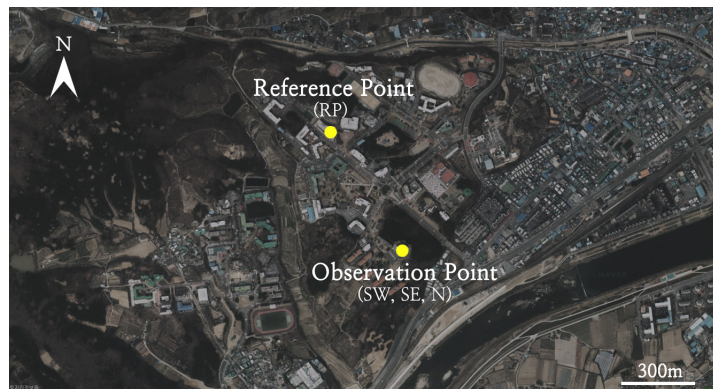 N
Reference Point
(RP)
Observation Point
(SW, SE, N)
300m